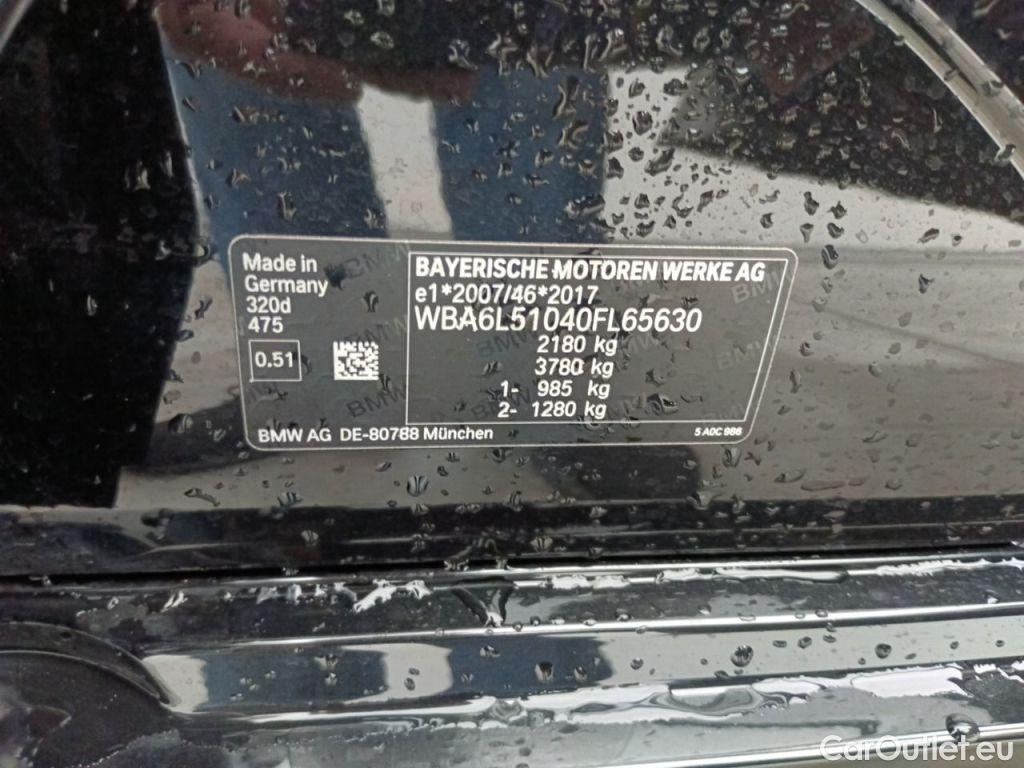 Made in
Germany
320d
475
0.51
BAYERISCHE MOTOREN WERKE AG
e1*2007/46*2017
WBA6L51040FL65630
2180 kg
3780 kg
1- 985 kg
2- 1280 kg
BMW AG DE-80788 München
5 A0C 986
CarOutlet.eu